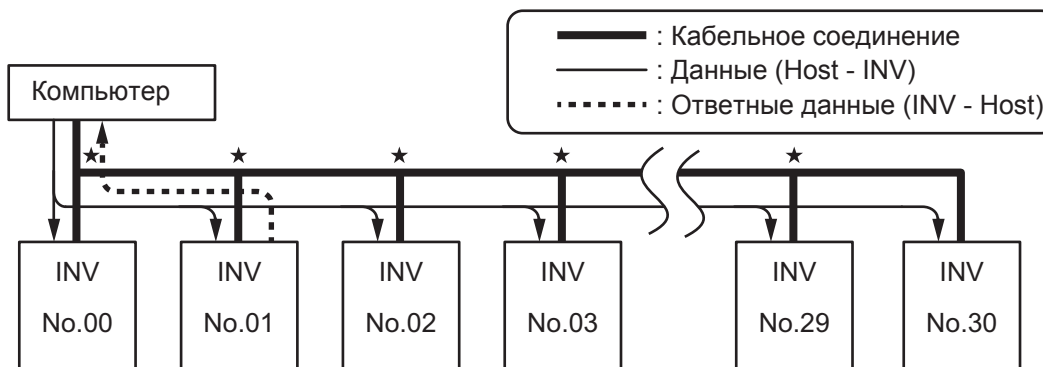 : Кабельное соединение
: Данные (Host - INV)
: Ответные данные (INV - Host)
Компьютер
★ ★ ★ ★ ★
INV INV INV INV INV INV
No.00 No.01 No.02 No.03 No.29 No.30